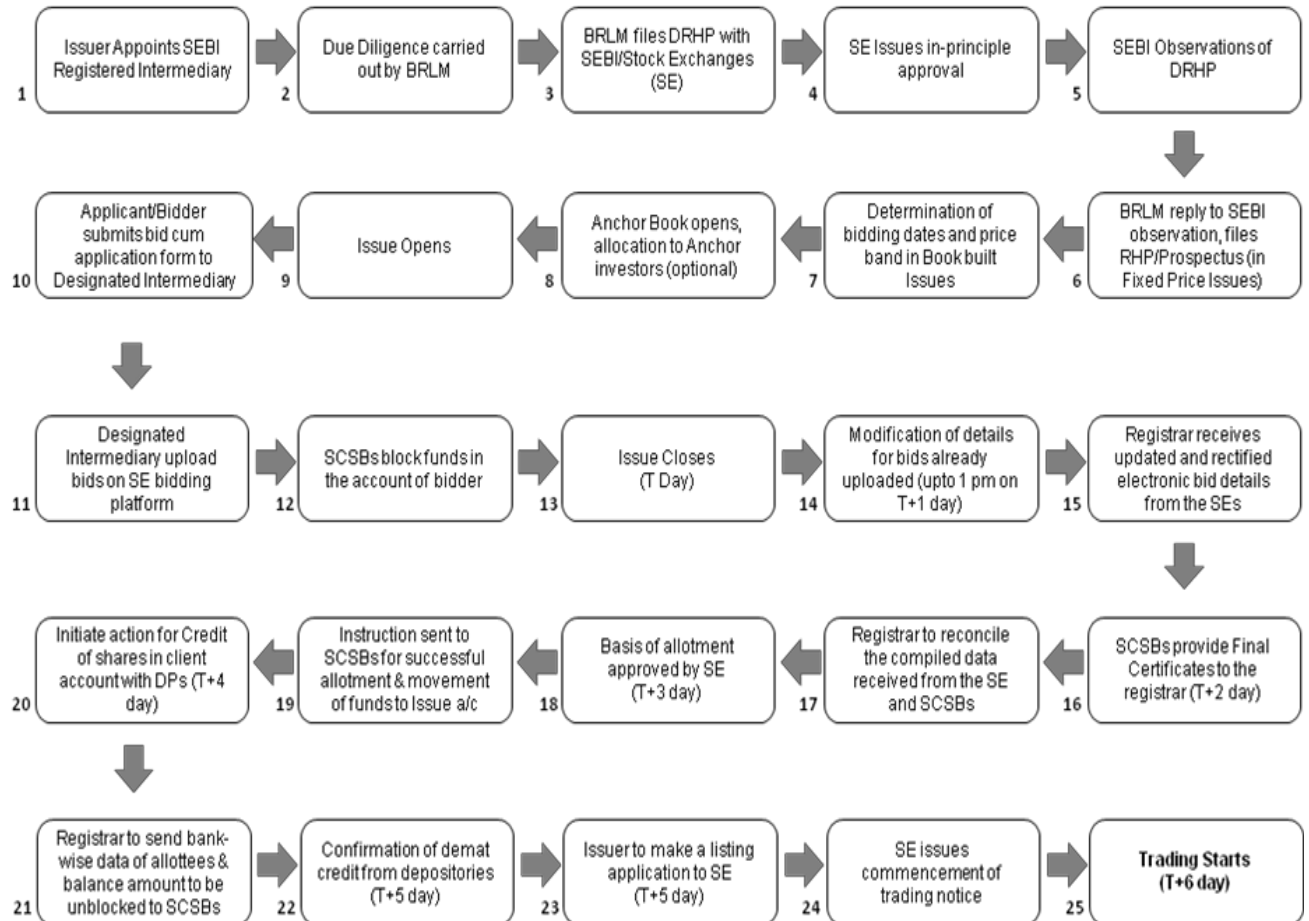 Issuer Appoints SEBI
Registered Intermediary
1
Due Diligence carried
out by BRLM
2
BRLM files DRHP with
SEBI/Stock Exchanges
(SE)
3
SE Issues in-principle
approval
4
SEBI Observations of
DRHP
5
BRLM reply to SEBI
observation, files
RHP/Prospectus (in
Fixed Price Issues)
6
Determination of
bidding dates and price
band in Book built
Issues
7
Anchor Book opens,
allocation to Anchor
investors (optional)
8
Issue Opens
9
Applicant/Bidder
submits bid cum
application form to
Designated Intermediary
10
Designated
Intermediary upload
bids on SE bidding
platform
11
SCSBs block funds in
the account of bidder
12
Issue Closes
(T Day)
13
Modification of details
for bids already
uploaded (upto 1 pm on
T+1 day)
14
Registrar receives
updated and rectified
electronic bid details
from the SEs
15
SCSBs provide Final
Certificates to the
registrar (T+2 day)
16
Registrar to reconcile
the compiled data
received from the SE
and SCSBs
17
Basis of allotment
approved by SE
(T+3 day)
18
Instruction sent to
SCSBs for successful
allotment & movement
of funds to Issue a/c
19
Initiate action for Credit
of shares in client
account with DPs (T+4
day)
20
Registrar to send bank-
wise data of allottees &
balance amount to be
unblocked to SCSBs
21
Confirmation of demat
credit from depositories
(T+5 day)
22
Issuer to make a listing
application to SE
(T+5 day)
23
SE issues
commencement of
trading notice
24
Trading Starts
(T+6 day)
25